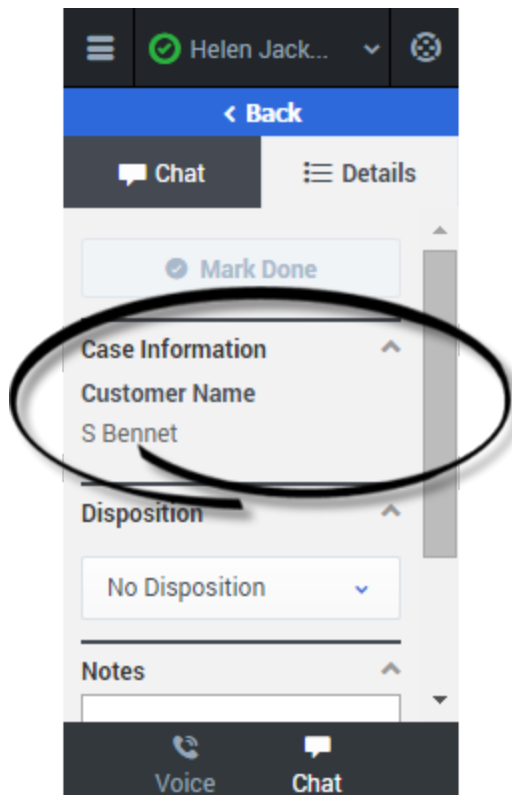 Helen Jack...
< Back
Chat
Details
Mark Done
Case Information
Customer Name
S Bennet
Disposition
No Disposition
Notes
Voice
Chat